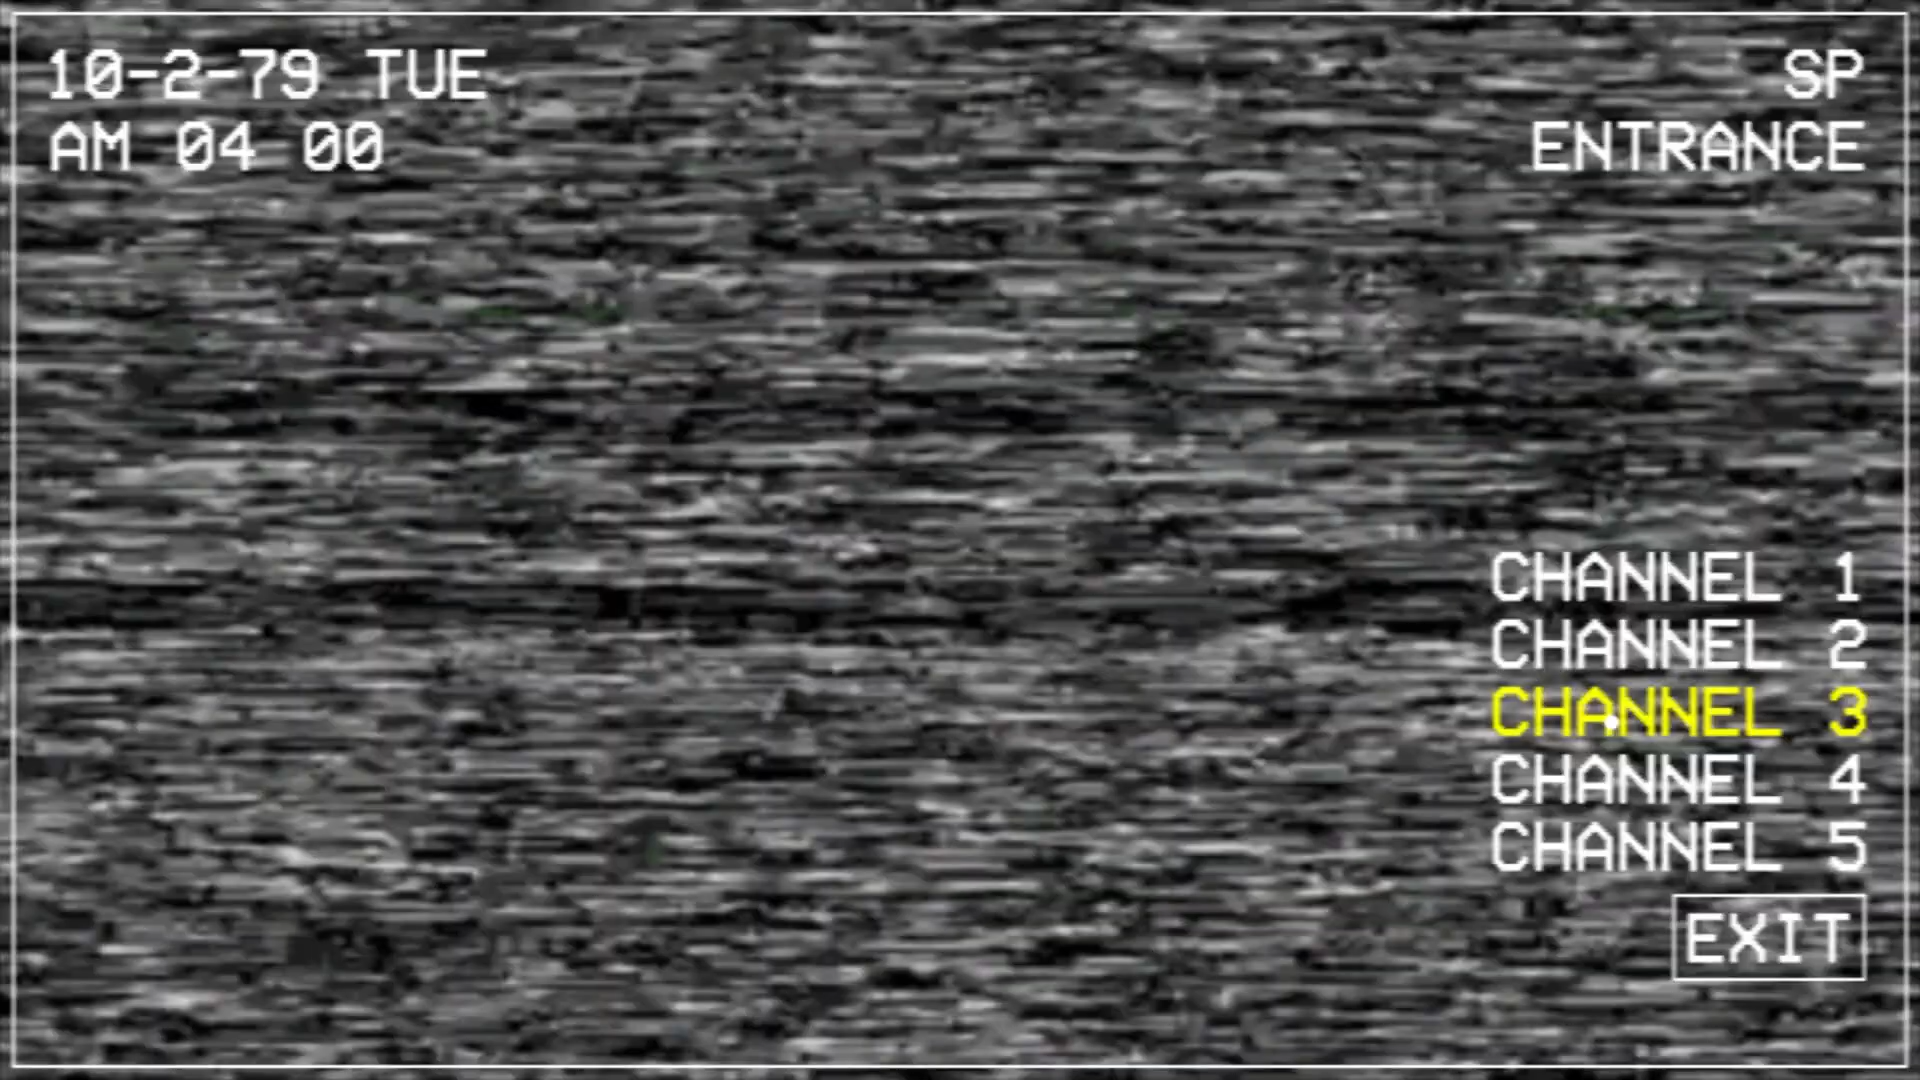 10-2-79 TUE
AM 04 00
SP
ENTRANCE
CHANNEL 1
CHANNEL 2
CHANNEL 3
CHANNEL 4
CHANNEL 5
EXIT